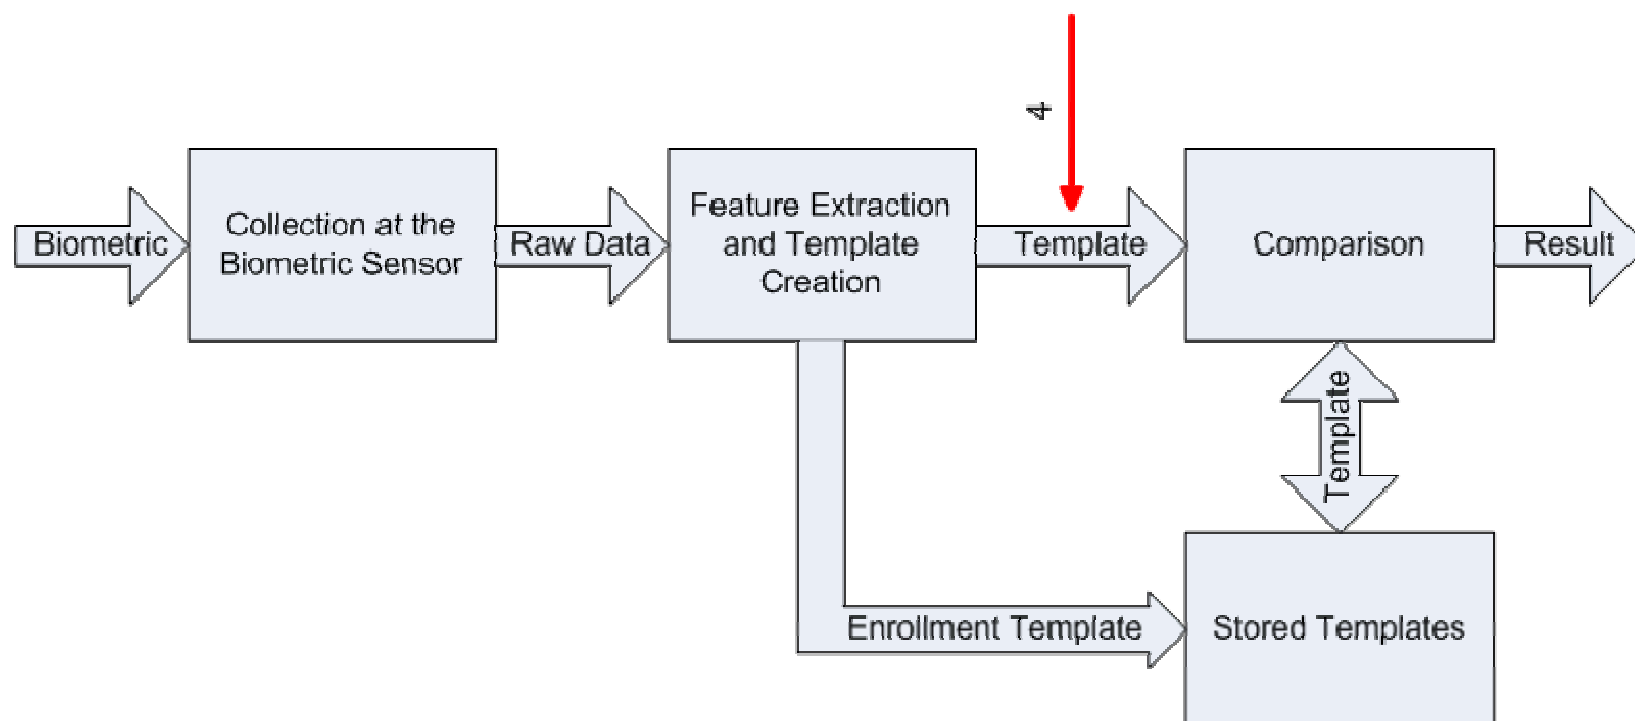 4
Biometric
Collection at the
Biometric Sensor
Raw Data
Feature Extraction
and Template
Creation
Template
Comparison
Result
Template
Enrollment Template
Stored Templates